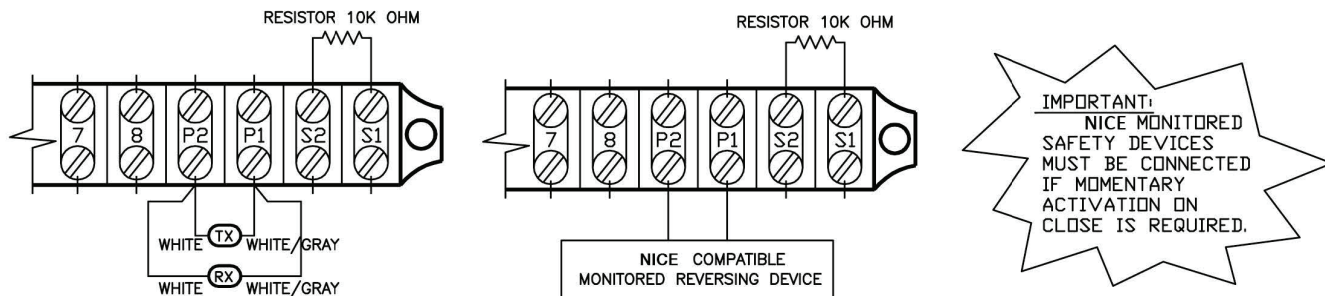 RESISTOR 10K OHM
7 8 P2 P1 S2 S1
WHITE TX WHITE/GRAY
WHITE RX WHITE/GRAY
RESISTOR 10K OHM
7 8 P2 P1 S2 S1
NICE COMPATIBLE
MONITORED REVERSING DEVICE
IMPORTANT:
NICE MONITORED
SAFETY DEVICES
MUST BE CONNECTED
IF MOMENTARY
ACTIVATION ON
CLOSE IS REQUIRED.